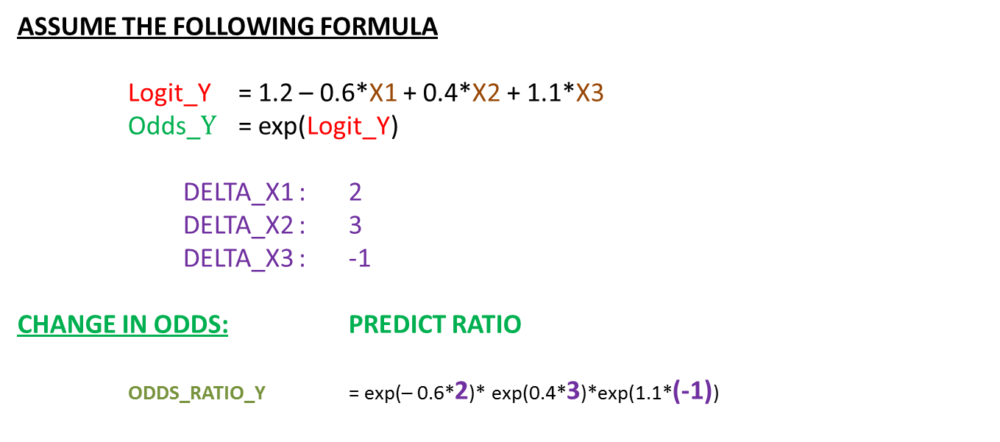 ASSUME THE FOLLOWING FORMULA
Logit_Y = 1.2 – 0.6*X1 + 0.4*X2 + 1.1*X3
Odds_Y = exp(Logit_Y)
DELTA_X1 : 2
DELTA_X2 : 3
DELTA_X3 : -1
CHANGE IN ODDS: PREDICT RATIO
ODDS_RATIO_Y = exp(– 0.6*2)* exp(0.4*3)*exp(1.1*(-1))